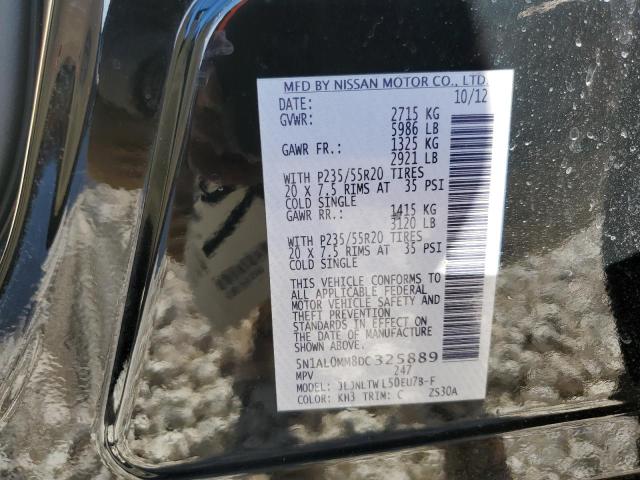 MFD BY NISSAN MOTOR CO., LTD.
DATE: 10/12
GVWR: 2715 KG
5986 LB
GAWR FR.: 1325 KG
2921 LB
WITH P235/55R20 TIRES
20 X 7.5 RIMS AT 35 PSI
COLD SINGLE
GAWR RR.: 1415 KG
3120 LB
WITH P235/55R20 TIRES
20 X 7.5 RIMS AT 35 PSI
COLD SINGLE
THIS VEHICLE CONFORMS TO
ALL APPLICABLE FEDERAL
MOTOR VEHICLE SAFETY AND
THEFT PREVENTION
STANDARDS IN EFFECT ON
THE DATE OF MANUFACTURE
SHOWN ABOVE.
5N1AL0MM8DC325889
MPV 247
MODEL: JLJNLTWL50EU7B-F
COLOR: KH3 TRIM: C ZS30A